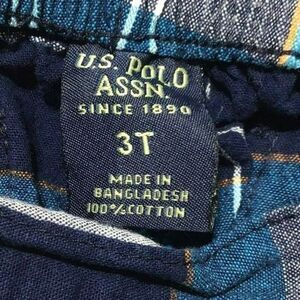 U.S. POLO
ASSN.
SINCE 1890
3T
MADE IN
BANGLADESH
100% COTTON